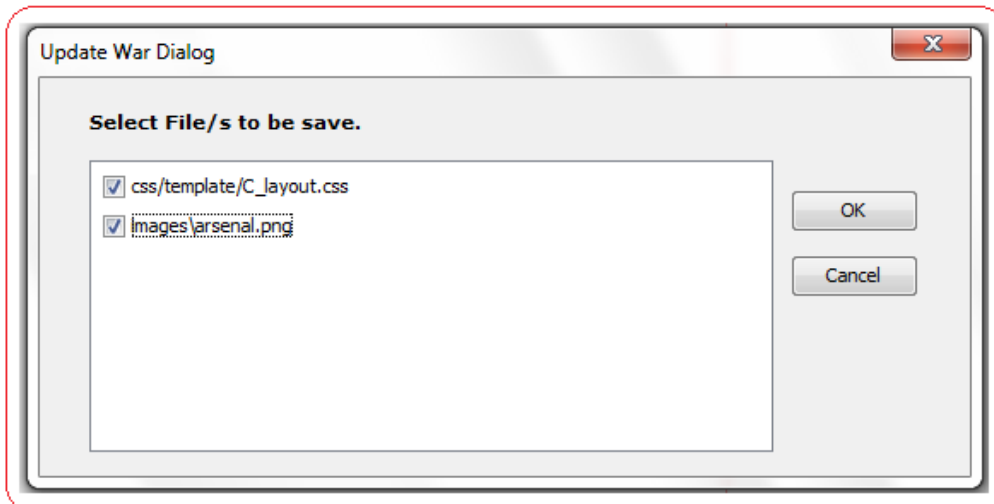 Update War Dialog
Select File/s to be save.
css/template/C_layout.css
images\arsenal.png
OK
Cancel